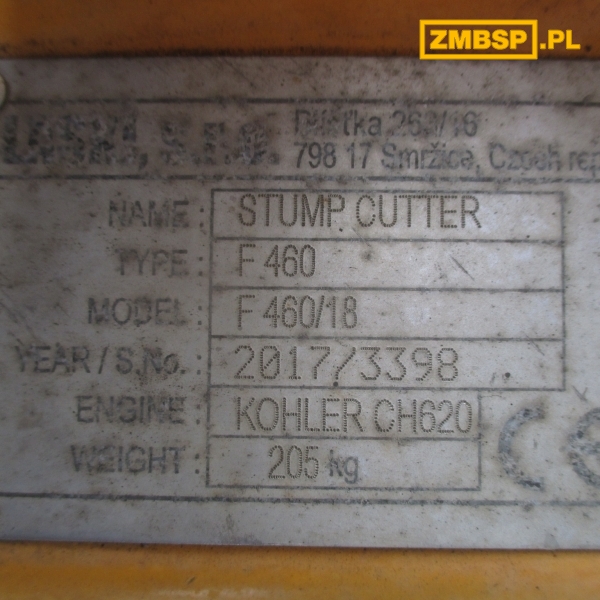 ZMBSP.PL
LASKI, s.r.o. 263/16
798 17 Smržice, Czech rep
NAME: STUMP CUTTER
TYPE: F 460
MODEL: F 460/18
YEAR / S.No.: 2017/3398
ENGINE: KOHLER CH620
WEIGHT: 205 kg
CE